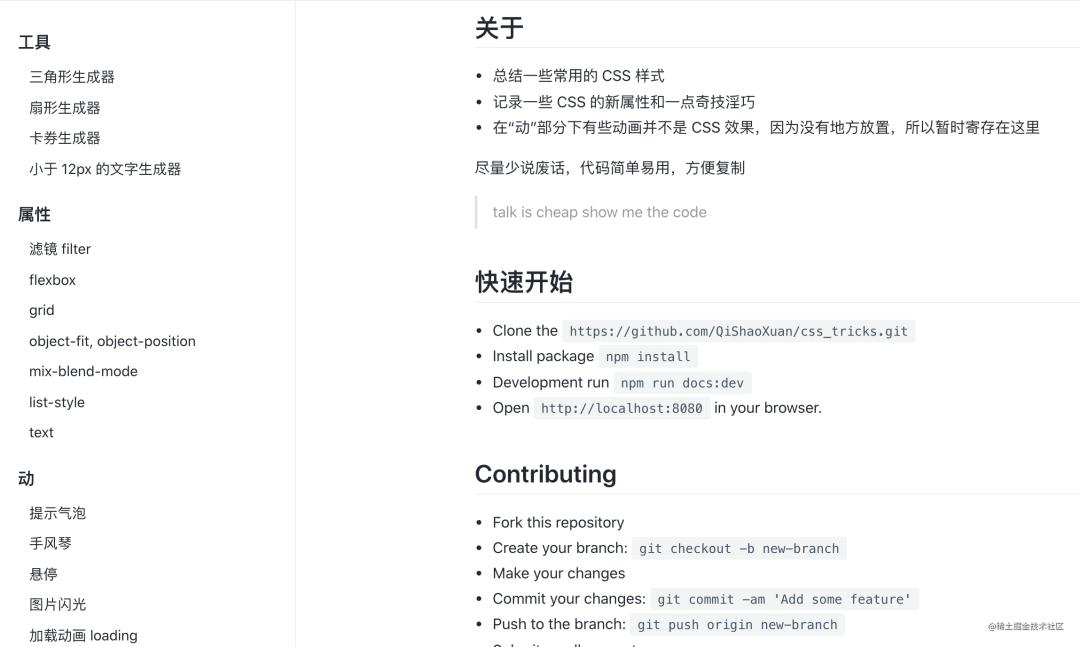 工具
三角形生成器
扇形生成器
卡券生成器
小于 12px 的文字生成器
属性
滤镜 filter
flexbox
grid
object-fit, object-position
mix-blend-mode
list-style
text
动
提示气泡
手风琴
悬停
图片闪光
加载动画 loading
关于
总结一些常用的 CSS 样式
记录一些 CSS 的新属性和一点奇技淫巧
在“动”部分下有些动画并不是 CSS 效果，因为没有地方放置，所以暂时寄存在这里
尽量少说废话，代码简单易用，方便复制
talk is cheap show me the code
快速开始
Clone the https://github.com/QiShaoXuan/css_tricks.git
Install package npm install
Development run npm run docs:dev
Open http://localhost:8080 in your browser.
Contributing
Fork this repository
Create your branch: git checkout -b new-branch
Make your changes
Commit your changes: git commit -am 'Add some feature'
Push to the branch: git push origin new-branch
@稀土掘金技术社区